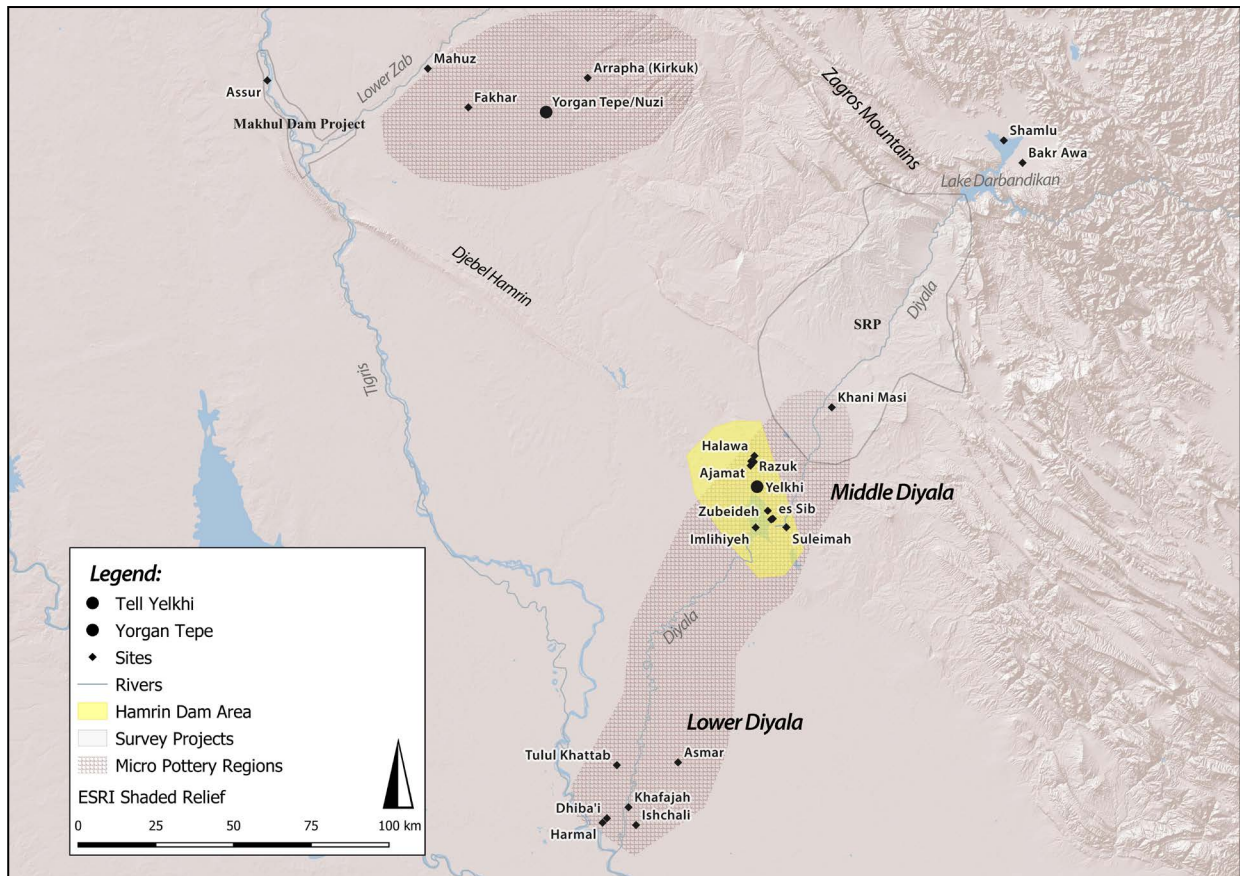 Mahuz
Arrapha (Kirkuk)
Lower Zab
Assur
Fakhar
Yorgan Tepe/Nuzi
Makhul Dam Project
Zagros Mountains
Shamlu
Bakr Awa
Lake Darbandikan
Djebel Hamrin
Diyala
SRP
Tigris
Khani Masi
Halawa
Razuk
Ajamat
Yelkhi
Middle Diyala
Zubeideh
es Sib
Imlihiyeh
Suleimah
Diyala
Lower Diyala
Tulul Khattab
Asmar
Khafajah
Dhiba'i
Ishchali
Harmal
Legend:
Tell Yelkhi
Yorgan Tepe
Sites
Rivers
Hamrin Dam Area
Survey Projects
Micro Pottery Regions
ESRI Shaded Relief
0 25 50 75 100 km